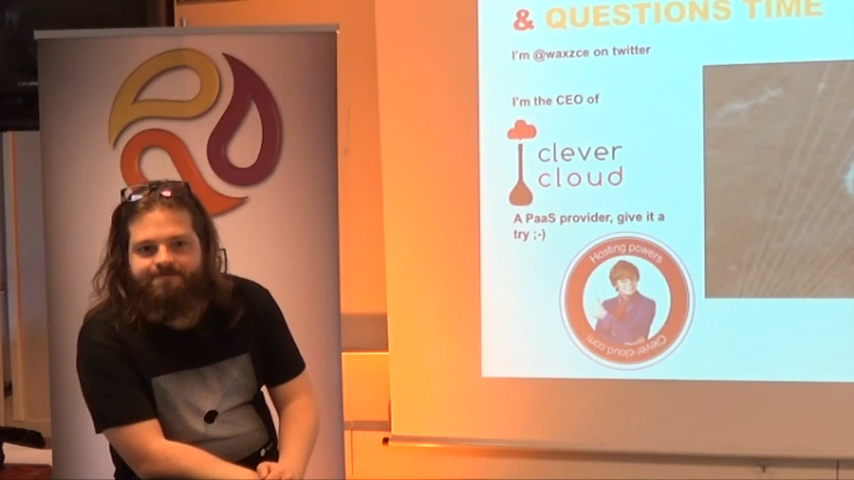 & QUESTIONS TIME
I'm @waxzce on twitter
I'm the CEO of
clever
cloud
A PaaS provider, give it a
try ;-)
Hosting powers
Clever-cloud.com